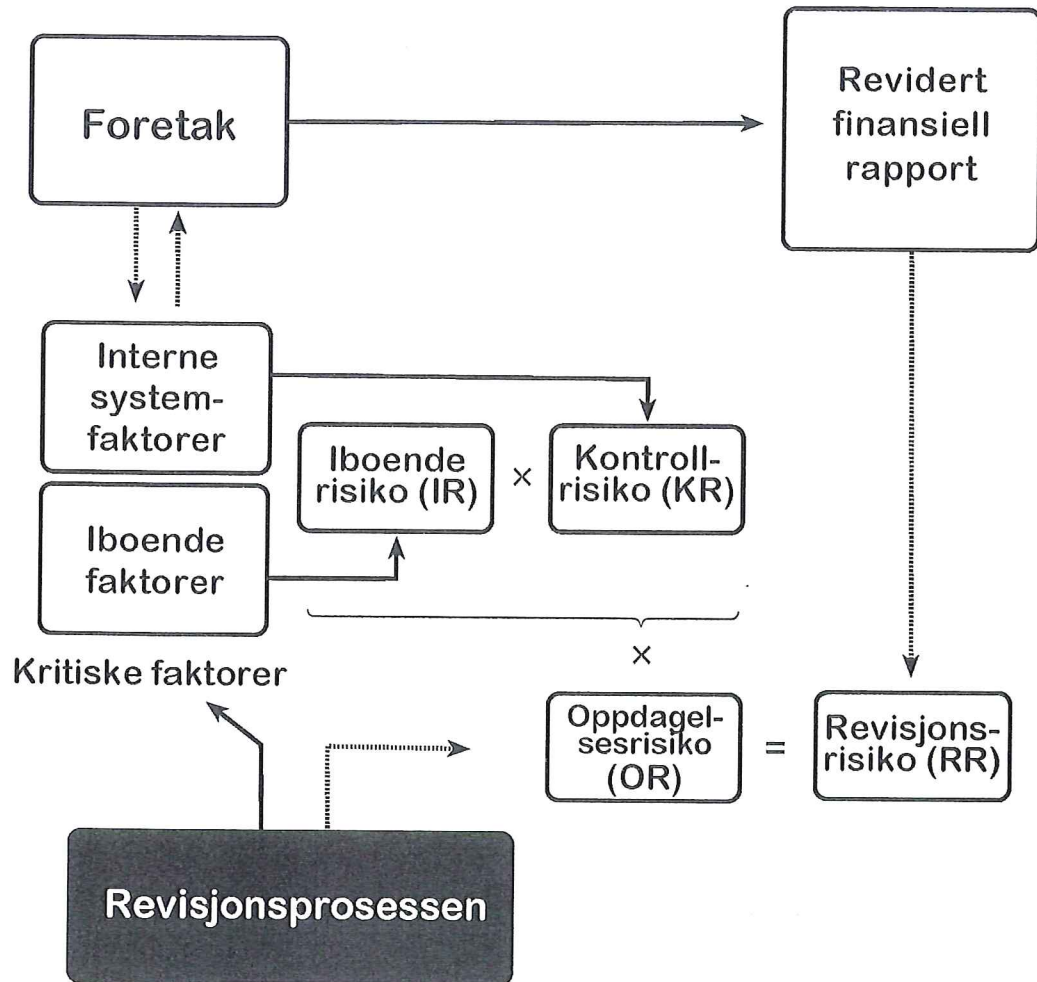 Foretak
Revidert
finansiell
rapport
Interne
system-
faktorer
Iboende
risiko (IR)
×
Kontroll-
risiko (KR)
Iboende
faktorer
Kritiske faktorer
×
Oppdagel-
sesrisiko
(OR)
=
Revisjons-
risiko (RR)
Revisjonsprosessen